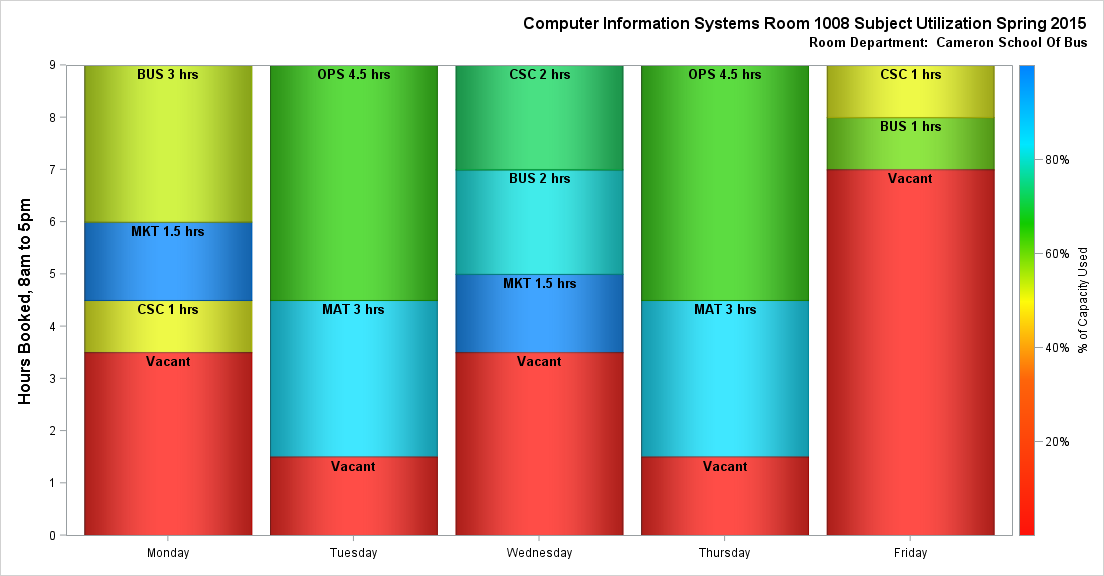 Computer Information Systems Room 1008 Subject Utilization Spring 2015
Room Department:  Cameron School Of Bus
Hours Booked, 8am to 5pm
9
8
7
6
5
4
3
2
1
0
BUS 3 hrs
MKT 1.5 hrs
CSC 1 hrs
Vacant
OPS 4.5 hrs
MAT 3 hrs
Vacant
CSC 2 hrs
BUS 2 hrs
MKT 1.5 hrs
Vacant
OPS 4.5 hrs
MAT 3 hrs
Vacant
CSC 1 hrs
BUS 1 hrs
Vacant
Monday
Tuesday
Wednesday
Thursday
Friday
80%
60%
40%
20%
% of Capacity Used